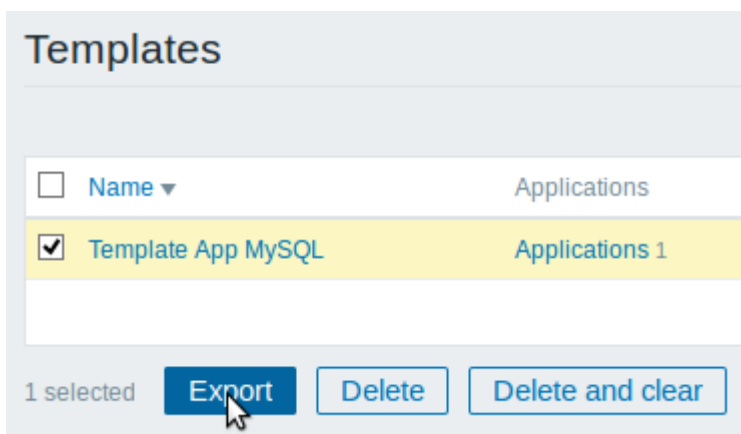 Templates
Name Applications
Template App MySQL Applications 1
1 selected Export Delete Delete and clear